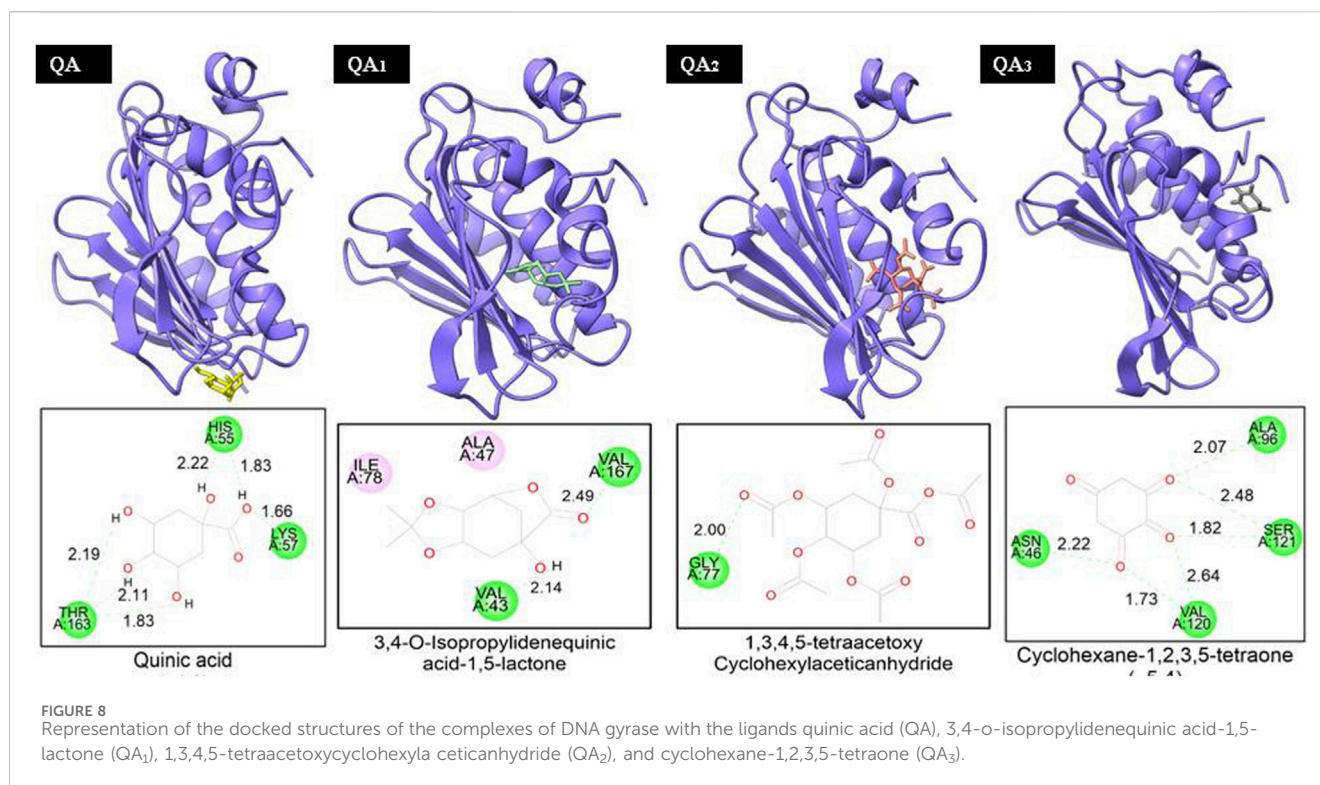 QA
QA1
QA2
QA3
HIS
A:55
2.22
1.83
H
H
O
O
1.66
LYS
A:57
O
H
O
2.19
O
H
2.11
O
H
1.83
THR
A:163
Quinic acid
ILE
A:78
ALA
A:47
VAL
A:167
O
O
2.49
O
O
O
H
VAL
A:43
2.14
3,4-O-Isopropylidenequinic
acid-1,5-lactone
O
O
O
O
O
O
2.00
GLY
A:77
O
O
O
O
O
1,3,4,5-tetraacetoxy
Cyclohexylaceticanhydride
ALA
A:96
2.07
O
O
2.48
SER
A:121
1.82
O
ASN
A:46
2.22
O
2.64
1.73
VAL
A:120
Cyclohexane-1,2,3,5-tetraone
FIGURE 8
Representation of the docked structures of the complexes of DNA gyrase with the ligands quinic acid (QA), 3,4-o-isopropylidenequinic acid-1,5-
lactone (QA₁), 1,3,4,5-tetraacetoxycyclohexyla ceticanhydride (QA₂), and cyclohexane-1,2,3,5-tetraone (QA₃).